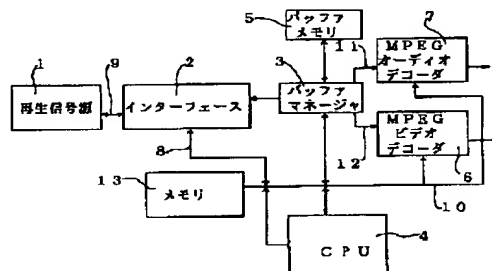 5
バッファ
メモリ
7
11
MPEG
オーディオ
デコーダ
1
再生信号源
9
2
インターフェース
3
バッファ
マネージャ
MPEG
ビデオ
デコーダ
12
6
8
13
メモリ
10
CPU
4